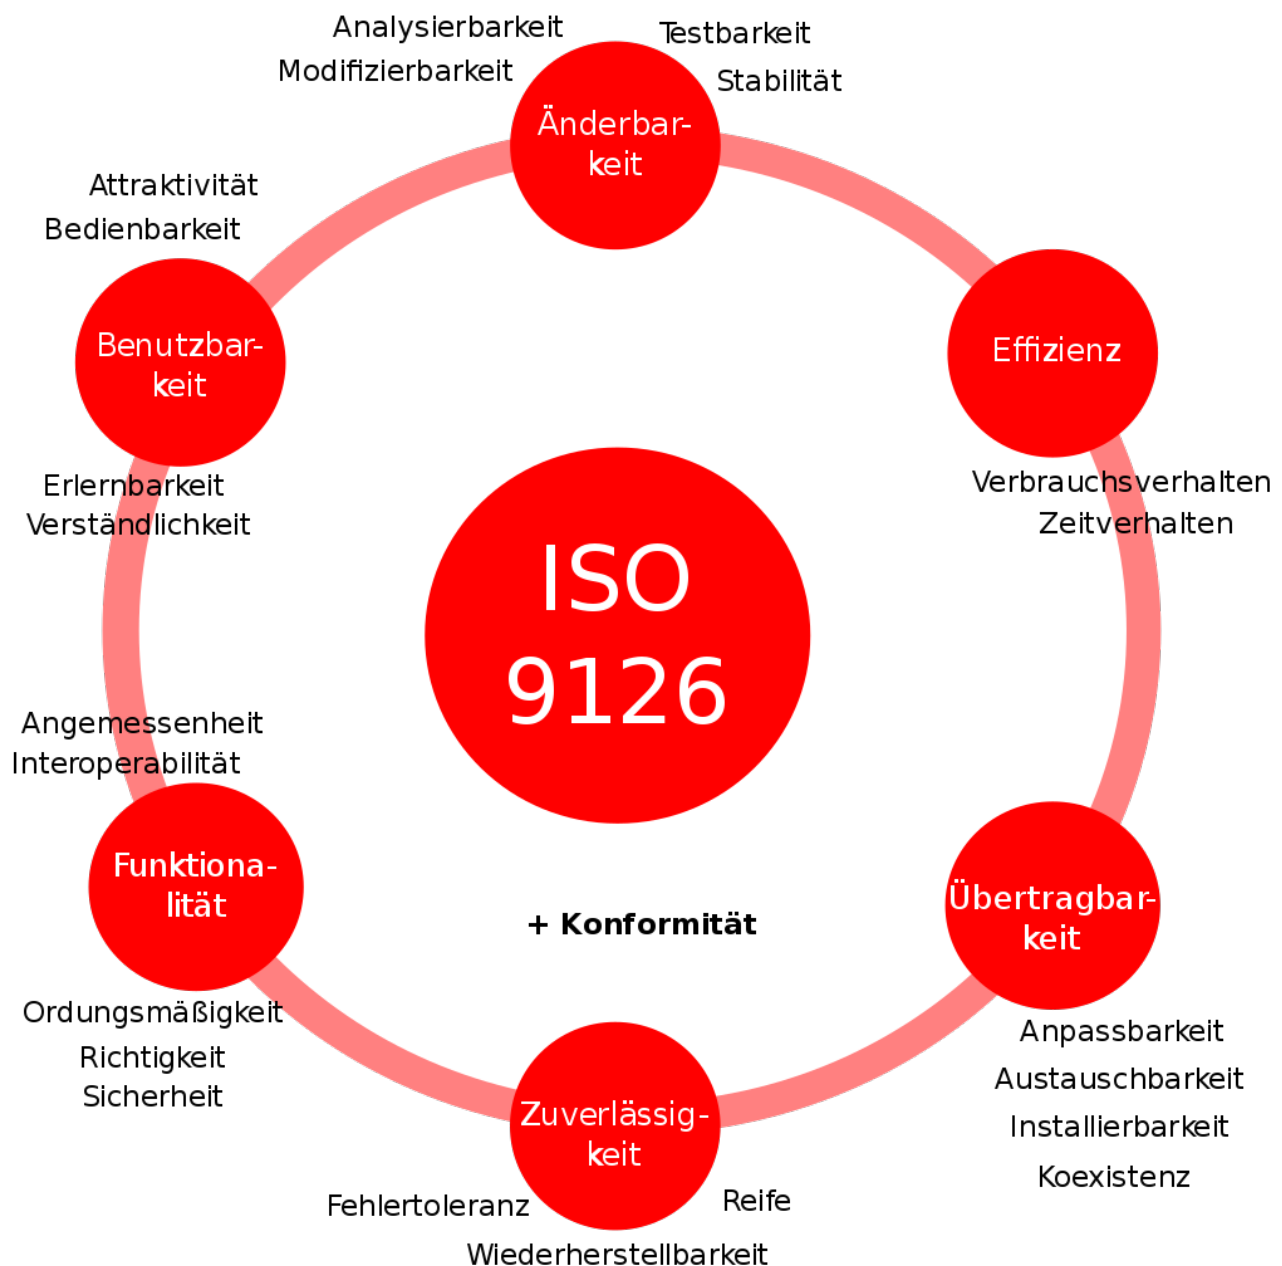 Analysierbarkeit
Testbarkeit
Modifizierbarkeit
Stabilität
Änderbar-
keit
Attraktivität
Bedienbarkeit
Benutzbar-
keit
Effizienz
Erlernbarkeit
Verständlichkeit
Verbrauchsverhalten
Zeitverhalten
ISO
9126
Angemessenheit
Interoperabilität
Funktiona-
lität
Übertragbar-
keit
+ Konformität
Ordungsmäßigkeit
Richtigkeit
Sicherheit
Anpassbarkeit
Austauschbarkeit
Installierbarkeit
Koexistenz
Zuverlässig-
keit
Fehlertoleranz
Reife
Wiederherstellbarkeit